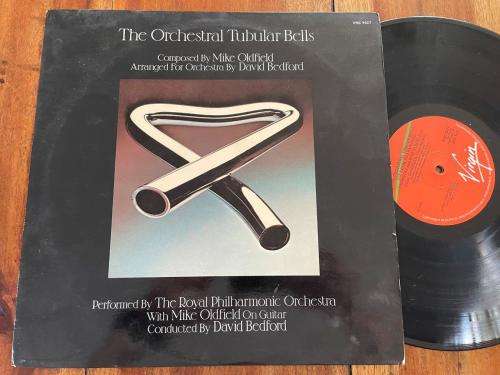 The Orchestral Tubular Bells
Composed By Mike Oldfield
Arranged For Orchestra By David Bedford
Performed By The Royal Philharmonic Orchestra
With Mike Oldfield On Guitar
Conducted By David Bedford
Virgin